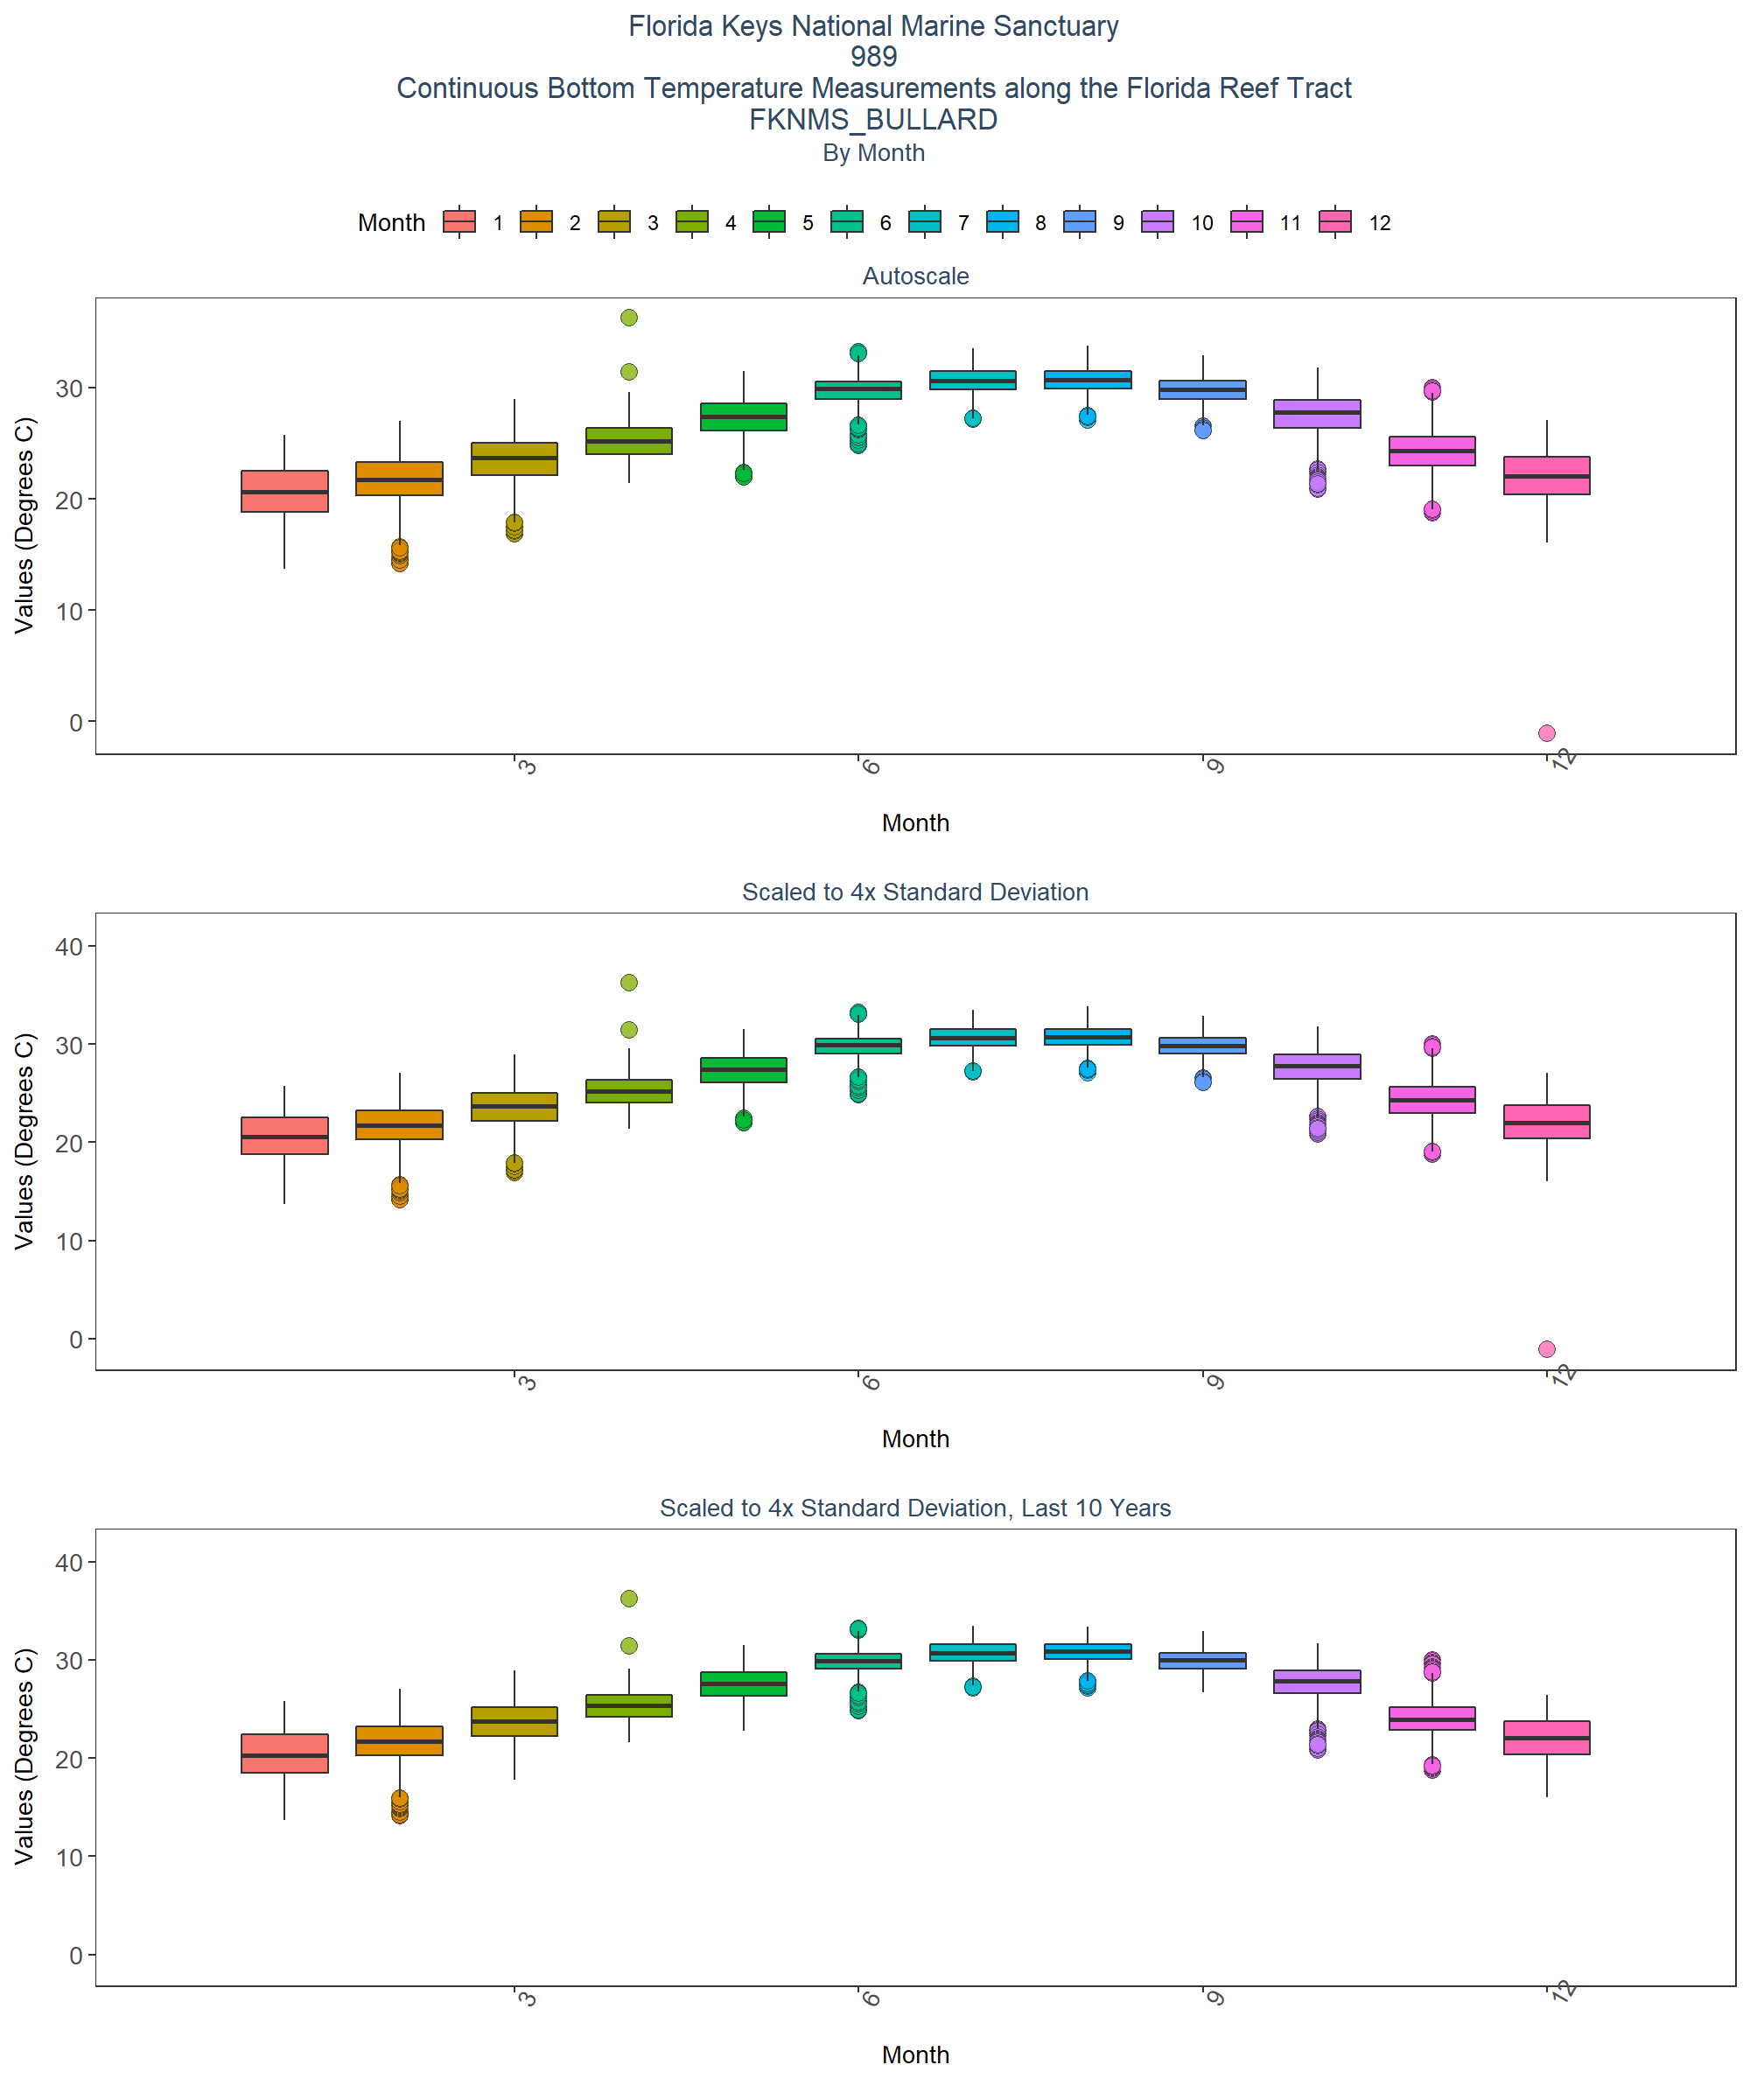 Florida Keys National Marine Sanctuary
989
Continuous Bottom Temperature Measurements along the Florida Reef Tract
FKNMS_BULLARD
By Month
Month 1 2 3 4 5 6 7 8 9 10 11 12
Autoscale
Values (Degrees C)
30
20
10
0
3 6 9 12
Month
Scaled to 4x Standard Deviation
Values (Degrees C)
40
30
20
10
0
3 6 9 12
Month
Scaled to 4x Standard Deviation, Last 10 Years
Values (Degrees C)
40
30
20
10
0
3 6 9 12
Month